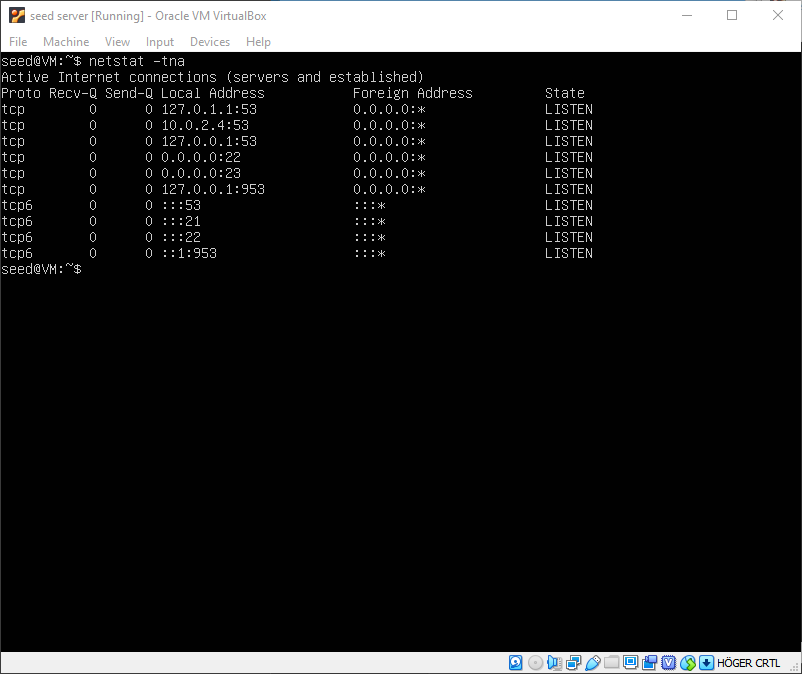 seed server [Running] - Oracle VM VirtualBox
File Machine View Input Devices Help
seed@VM:~$ netstat -tna
Active Internet connections (servers and established)
Proto Recv-Q Send-Q Local Address Foreign Address State
tcp 0 0 127.0.1.1:53 0.0.0.0:* LISTEN
tcp 0 0 10.0.2.4:53 0.0.0.0:* LISTEN
tcp 0 0 127.0.0.1:53 0.0.0.0:* LISTEN
tcp 0 0 0.0.0.0:22 0.0.0.0:* LISTEN
tcp 0 0 0.0.0.0:23 0.0.0.0:* LISTEN
tcp 0 0 127.0.0.1:953 0.0.0.0:* LISTEN
tcp6 0 0 :::53 :::* LISTEN
tcp6 0 0 :::21 :::* LISTEN
tcp6 0 0 :::22 :::* LISTEN
tcp6 0 0 ::1:953 :::* LISTEN
seed@VM:~$
HÖGER CRTL